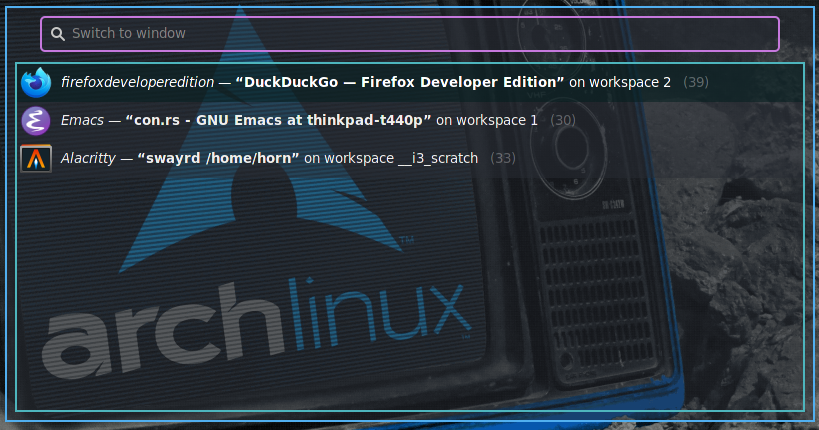 Switch to window
firefoxdeveloperedition — “DuckDuckGo — Firefox Developer Edition” on workspace 2 (39)
Emacs — “con.rs - GNU Emacs at thinkpad-t440p” on workspace 1 (30)
Alacritty — “swayrd /home/horn” on workspace __i3_scratch (33)
TM
archlinux